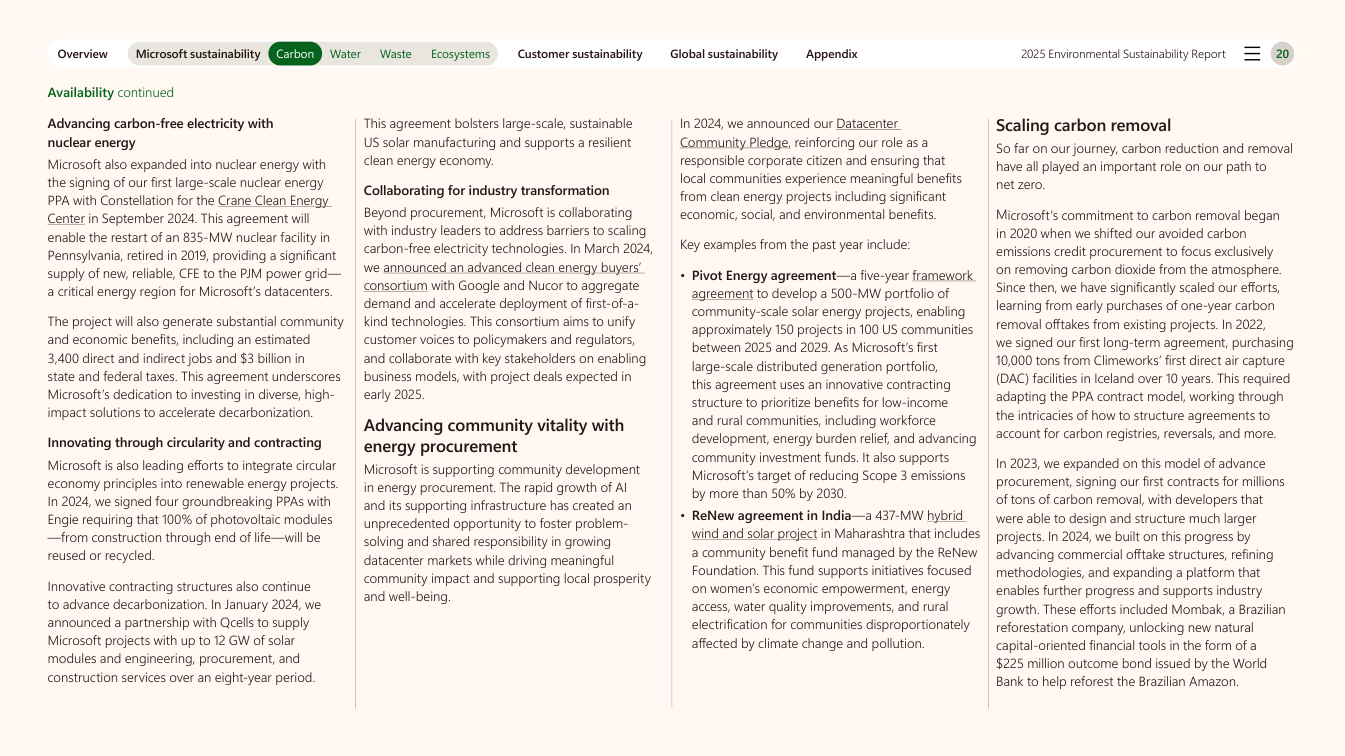 Overview
Microsoft sustainability
Carbon
Water
Waste
Ecosystems
Customer sustainability
Global sustainability
Appendix
2025 Environmental Sustainability Report
20
Availability continued
Advancing carbon-free electricity with
nuclear energy
Microsoft also expanded into nuclear energy with
the signing of our first large-scale nuclear energy
PPA with Constellation for the Crane Clean Energy
Center in September 2024. This agreement will
enable the restart of an 835-MW nuclear facility in
Pennsylvania, retired in 2019, providing a significant
supply of new, reliable, CFE to the PJM power grid—
a critical energy region for Microsoft's datacenters.
The project will also generate substantial community
and economic benefits, including an estimated
3,400 direct and indirect jobs and $3 billion in
state and federal taxes. This agreement underscores
Microsoft's dedication to investing in diverse, high-
impact solutions to accelerate decarbonization.
Innovating through circularity and contracting
Microsoft is also leading efforts to integrate circular
economy principles into renewable energy projects.
In 2024, we signed four groundbreaking PPAs with
Engie requiring that 100% of photovoltaic modules
—from construction through end of life—will be
reused or recycled.
Innovative contracting structures also continue
to advance decarbonization. In January 2024, we
announced a partnership with Qcells to supply
Microsoft projects with up to 12 GW of solar
modules and engineering, procurement, and
construction services over an eight-year period.
This agreement bolsters large-scale, sustainable
US solar manufacturing and supports a resilient
clean energy economy.
Collaborating for industry transformation
Beyond procurement, Microsoft is collaborating
with industry leaders to address barriers to scaling
carbon-free electricity technologies. In March 2024,
we announced an advanced clean energy buyers'
consortium with Google and Nucor to aggregate
demand and accelerate deployment of first-of-a-
kind technologies. This consortium aims to unify
customer voices to policymakers and regulators,
and collaborate with key stakeholders on enabling
business models, with project deals expected in
early 2025.
Advancing community vitality with
energy procurement
Microsoft is supporting community development
in energy procurement. The rapid growth of AI
and its supporting infrastructure has created an
unprecedented opportunity to foster problem-
solving and shared responsibility in growing
datacenter markets while driving meaningful
community impact and supporting local prosperity
and well-being.
In 2024, we announced our Datacenter
Community Pledge, reinforcing our role as a
responsible corporate citizen and ensuring that
local communities experience meaningful benefits
from clean energy projects including significant
economic, social, and environmental benefits.
Key examples from the past year include:
• Pivot Energy agreement—a five-year framework
agreement to develop a 500-MW portfolio of
community-scale solar energy projects, enabling
approximately 150 projects in 100 US communities
between 2025 and 2029. As Microsoft's first
large-scale distributed generation portfolio,
this agreement uses an innovative contracting
structure to prioritize benefits for low-income
and rural communities, including workforce
development, energy burden relief, and advancing
community investment funds. It also supports
Microsoft's target of reducing Scope 3 emissions
by more than 50% by 2030.
• ReNew agreement in India—a 437-MW hybrid
wind and solar project in Maharashtra that includes
a community benefit fund managed by the ReNew
Foundation. This fund supports initiatives focused
on women's economic empowerment, energy
access, water quality improvements, and rural
electrification for communities disproportionately
affected by climate change and pollution.
Scaling carbon removal
So far on our journey, carbon reduction and removal
have all played an important role on our path to
net zero.
Microsoft's commitment to carbon removal began
in 2020 when we shifted our avoided carbon
emissions credit procurement to focus exclusively
on removing carbon dioxide from the atmosphere.
Since then, we have significantly scaled our efforts,
learning from early purchases of one-year carbon
removal offtakes from existing projects. In 2022,
we signed our first long-term agreement, purchasing
10,000 tons from Climeworks' first direct air capture
(DAC) facilities in Iceland over 10 years. This required
adapting the PPA contract model, working through
the intricacies of how to structure agreements to
account for carbon registries, reversals, and more.
In 2023, we expanded on this model of advance
procurement, signing our first contracts for millions
of tons of carbon removal, with developers that
were able to design and structure much larger
projects. In 2024, we built on this progress by
advancing commercial offtake structures, refining
methodologies, and expanding a platform that
enables further progress and supports industry
growth. These efforts included Mombak, a Brazilian
reforestation company, unlocking new natural
capital-oriented financial tools in the form of a
$225 million outcome bond issued by the World
Bank to help reforest the Brazilian Amazon.